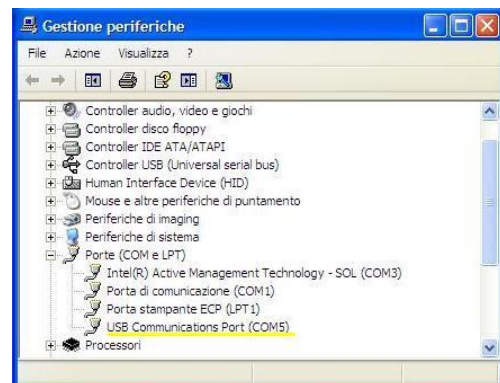 Gestione periferiche
File Azione Visualizza ?
Controller audio, video e giochi
Controller disco floppy
Controller IDE ATA/ATAPI
Controller USB (Universal serial bus)
Human Interface Device (HID)
Mouse e altre periferiche di puntamento
Periferiche di imaging
Periferiche di sistema
Porte (COM e LPT)
Intel(R) Active Management Technology - SOL (COM3)
Porta di comunicazione (COM1)
Porta stampante ECP (LPT1)
USB Communications Port (COM5)
Processori